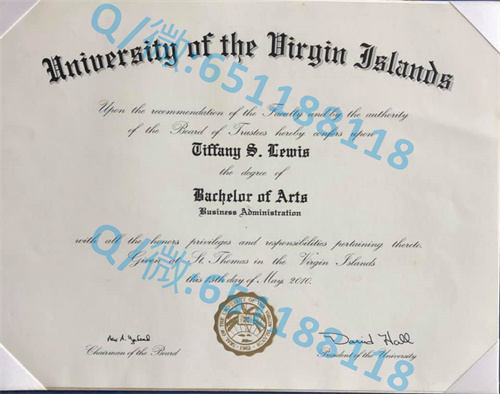 University of the Virgin Islands
Upon the recommendation of the Faculty and by the authority
of the Board of Trustees hereby confers upon
Tiffany S. Lewis
the degree of
Bachelor of Arts
Business Administration
with all the honors privileges and responsibilities pertaining thereto.
Given at St. Thomas in the Virgin Islands
this 15th day of May, 2010.
David Hall
Chairman of the Board
President of the University
Q/微.651188118
Q/微.651188118